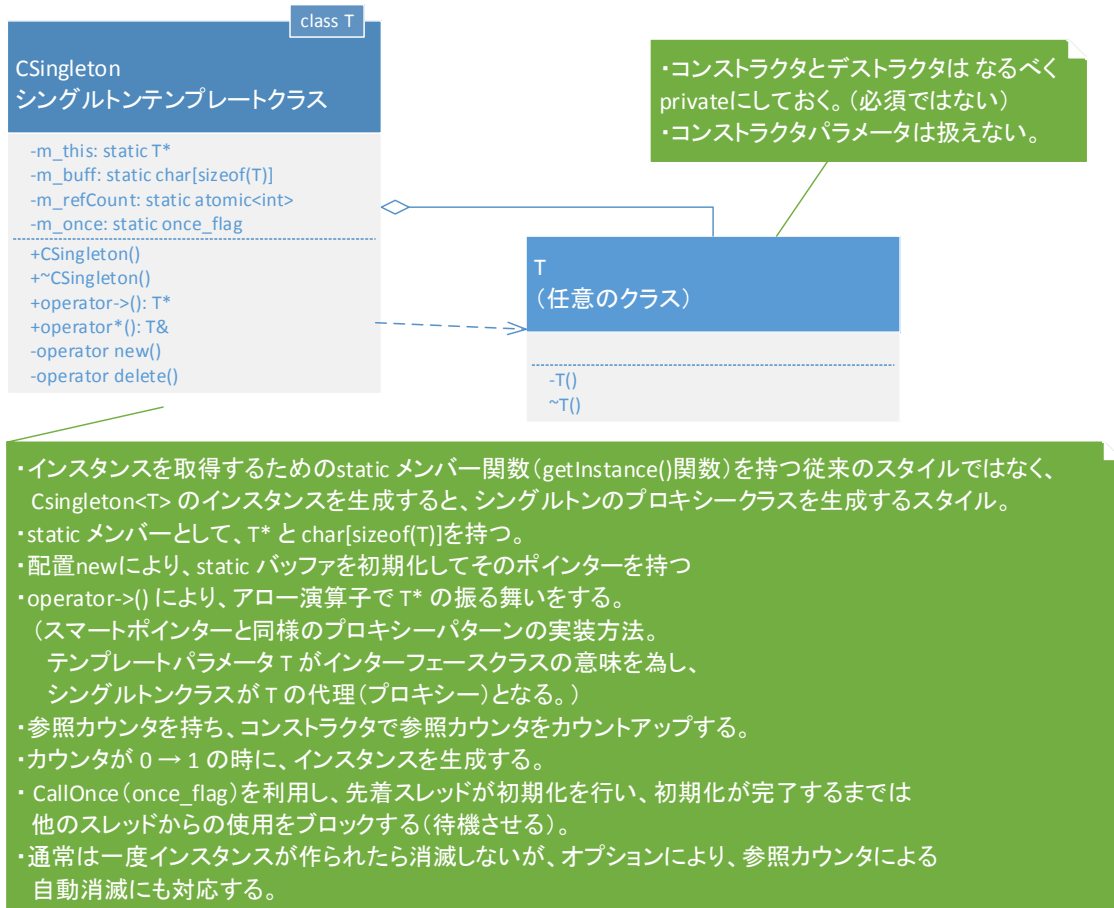 class T
CSingleton
シングルトンテンプレートクラス
-m_this: static T*
-m_buff: static char[sizeof(T)]
-m_refCount: static atomic<int>
-m_once: static once_flag
+CSingleton()
+~CSingleton()
+operator->(): T*
+operator*(): T&
-operator new()
-operator delete()
・コンストラクタとデストラクタは なるべく
privateにしておく。（必須ではない）
・コンストラクタパラメータは扱えない。
T
（任意のクラス）
-T()
~T()
・インスタンスを取得するためのstatic メンバー関数（getInstance()関数）を持つ従来のスタイルではなく、
Csingleton<T> のインスタンスを生成すると、シングルトンのプロキシークラスを生成するスタイル。
・static メンバーとして、T* と char[sizeof(T)]を持つ。
・配置newにより、static バッファを初期化してそのポインターを持つ
・operator->() により、アロー演算子で T* の振る舞いをする。
（スマートポインターと同様のプロキシーパターンの実装方法。
テンプレートパラメータ T がインターフェースクラスの意味を為し、
シングルトンクラスが T の代理（プロキシー）となる。）
・参照カウンタを持ち、コンストラクタで参照カウンタをカウントアップする。
・カウンタが 0 → 1 の時に、インスタンスを生成する。
・ CallOnce（once_flag）を利用し、先着スレッドが初期化を行い、初期化が完了するまでは
他のスレッドからの使用をブロックする（待機させる）。
・通常は一度インスタンスが作られたら消滅しないが、オプションにより、参照カウンタによる
自動消滅にも対応する。